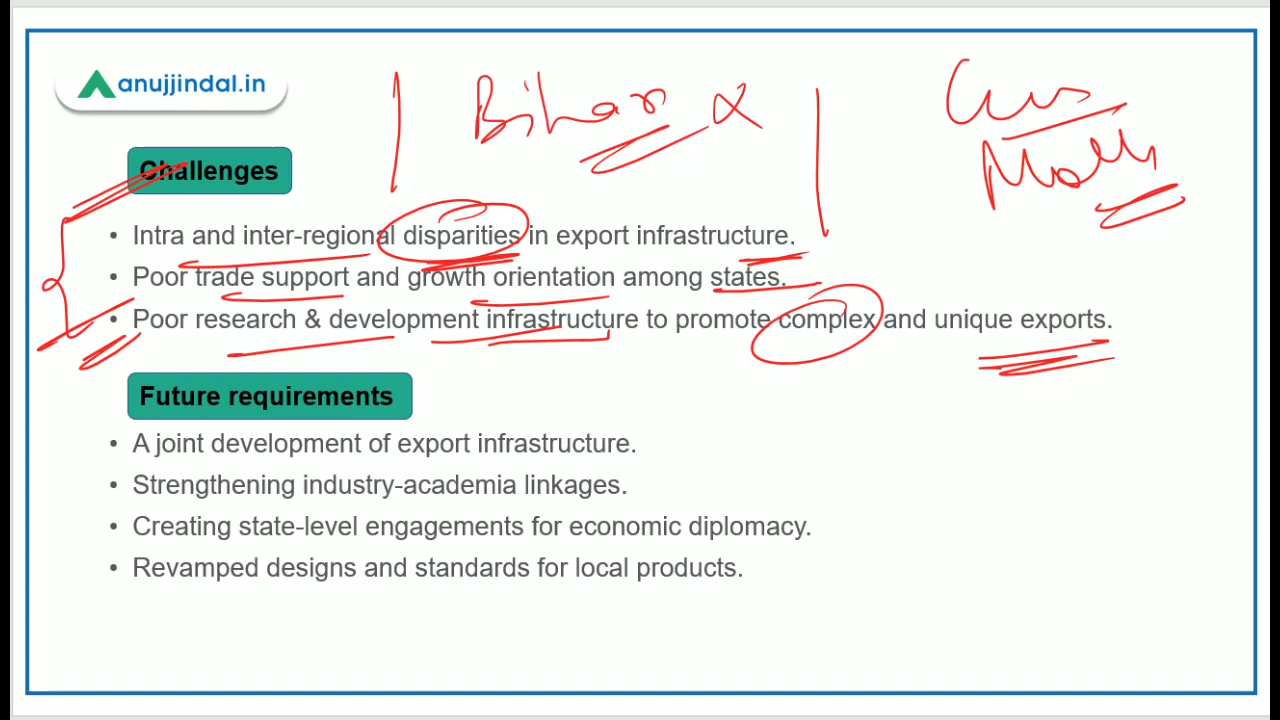 anujjindal.in
Bihar
Challenges
• Intra and inter-regional disparities in export infrastructure.
• Poor trade support and growth orientation among states.
• Poor research & development infrastructure to promote complex and unique exports.
Future requirements
• A joint development of export infrastructure.
• Strengthening industry-academia linkages.
• Creating state-level engagements for economic diplomacy.
• Revamped designs and standards for local products.